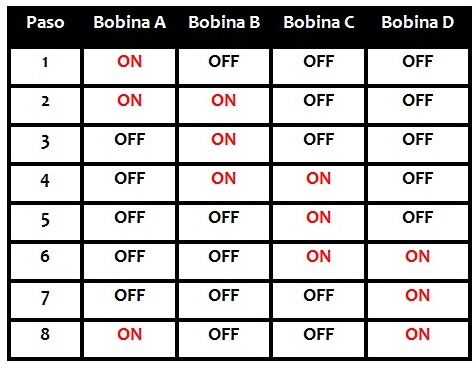 Paso Bobina A Bobina B Bobina C Bobina D
1 ON OFF OFF OFF
2 ON ON OFF OFF
3 OFF ON OFF OFF
4 OFF ON ON OFF
5 OFF OFF ON OFF
6 OFF OFF ON ON
7 OFF OFF OFF ON
8 ON OFF OFF ON